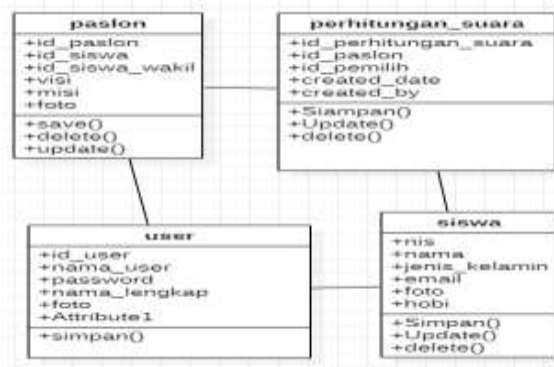 paslon
+id_paslon
+id_siswa
+id_siswa_wakil
+visi
+misi
+foto
+save()
+delete()
+update()
perhitungan_suara
+id_perhitungan_suara
+id_paslon
+id_pemilih
+created_date
+created_by
+Siampan()
+Update()
+delete()
user
+id_user
+nama_user
+password
+nama_lengkap
+foto
+Attribute1
+simpan()
siswa
+nis
+nama
+jenis_kelamin
+email
+foto
+hobi
+Simpan()
+Update()
+delete()